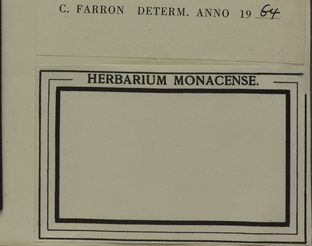 C. FARRON DETERM. ANNO 19 64
HERBARIUM MONACENSE.